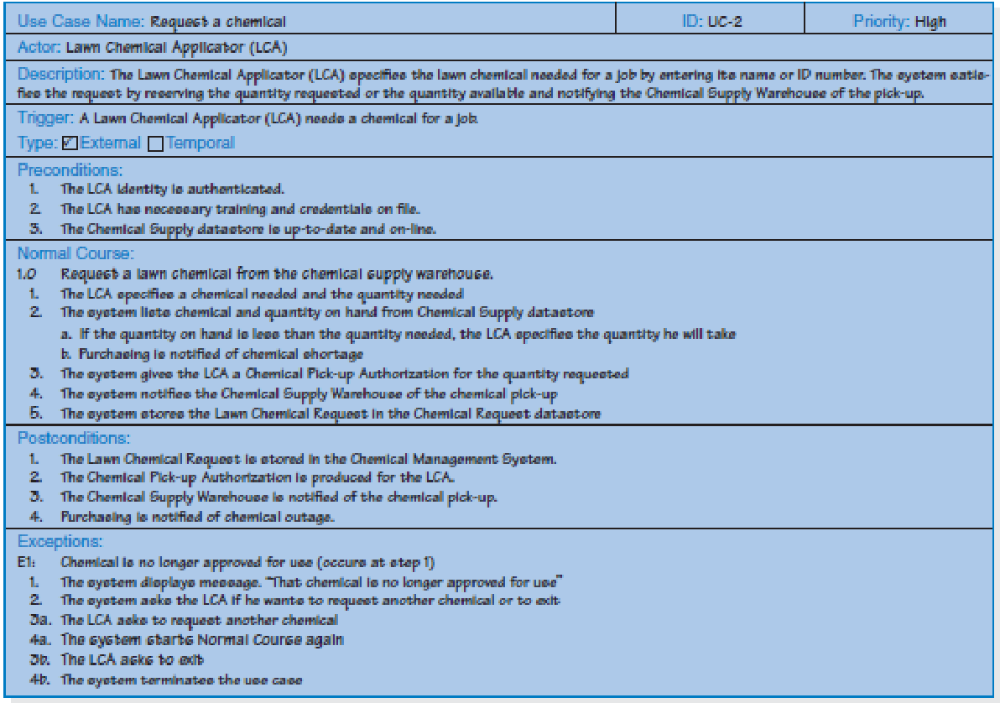 Use Case Name: Request a chemical ID: UC-2 Priority: High
Actor: Lawn Chemical Applicator (LCA)
Description: The Lawn Chemical Applicator (LCA) specifies the lawn chemical needed for a job by entering its name or ID number. The system satis-
fies the request by reserving the quantity requested or the quantity available and notifying the Chemical Supply Warehouse of the pick-up.
Trigger: A Lawn Chemical Applicator (LCA) needs a chemical for a job.
Type: ☑ External ☐ Temporal
Preconditions:
1. The LCA identity is authenticated.
2. The LCA has necessary training and credentials on file.
3. The Chemical Supply datastore is up-to-date and on-line.
Normal Course:
1.0 Request a lawn chemical from the chemical supply warehouse.
1. The LCA specifies a chemical needed and the quantity needed
2. The system lists chemical and quantity on hand from Chemical Supply datastore
a. If the quantity on hand is less than the quantity needed, the LCA specifies the quantity he will take
b. Purchasing is notified of chemical shortage
3. The system gives the LCA a Chemical Pick-up Authorization for the quantity requested
4. The system notifies the Chemical Supply Warehouse of the chemical pick-up
5. The system stores the Lawn Chemical Request in the Chemical Request datastore
Postconditions:
1. The Lawn Chemical Request is stored in the Chemical Management System.
2. The Chemical Pick-up Authorization is produced for the LCA.
3. The Chemical Supply Warehouse is notified of the chemical pick-up.
4. Purchasing is notified of chemical outage.
Exceptions:
E1: Chemical is no longer approved for use (occurs at step 1)
1. The system displays message. "That chemical is no longer approved for use"
2. The system asks the LCA if he wants to request another chemical or to exit
3a. The LCA asks to request another chemical
4a. The system starts Normal Course again
3b. The LCA asks to exit
4b. The system terminates the use case